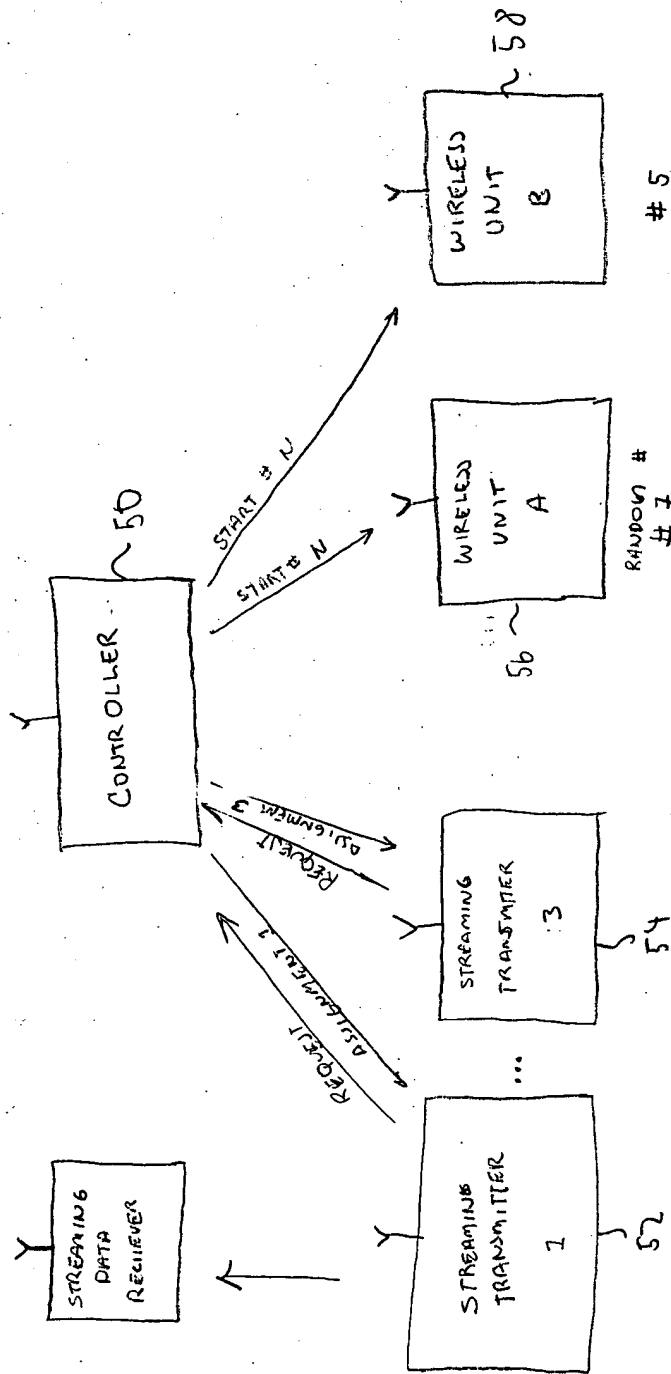 CONTROLLER
50
STREAMING
DATA
RECIEVER
REQUEST
ASSIGNMENT 1
REQUEST
ASSIGNMENT 3
START # N
START # N
STREAMING
TRANSMITTER
1
52
...
STREAMING
TRANSMITTER
3
54
WIRELESS
UNIT
A
56
RANDOM #
# 7
WIRELESS
UNIT
B
58
# 5